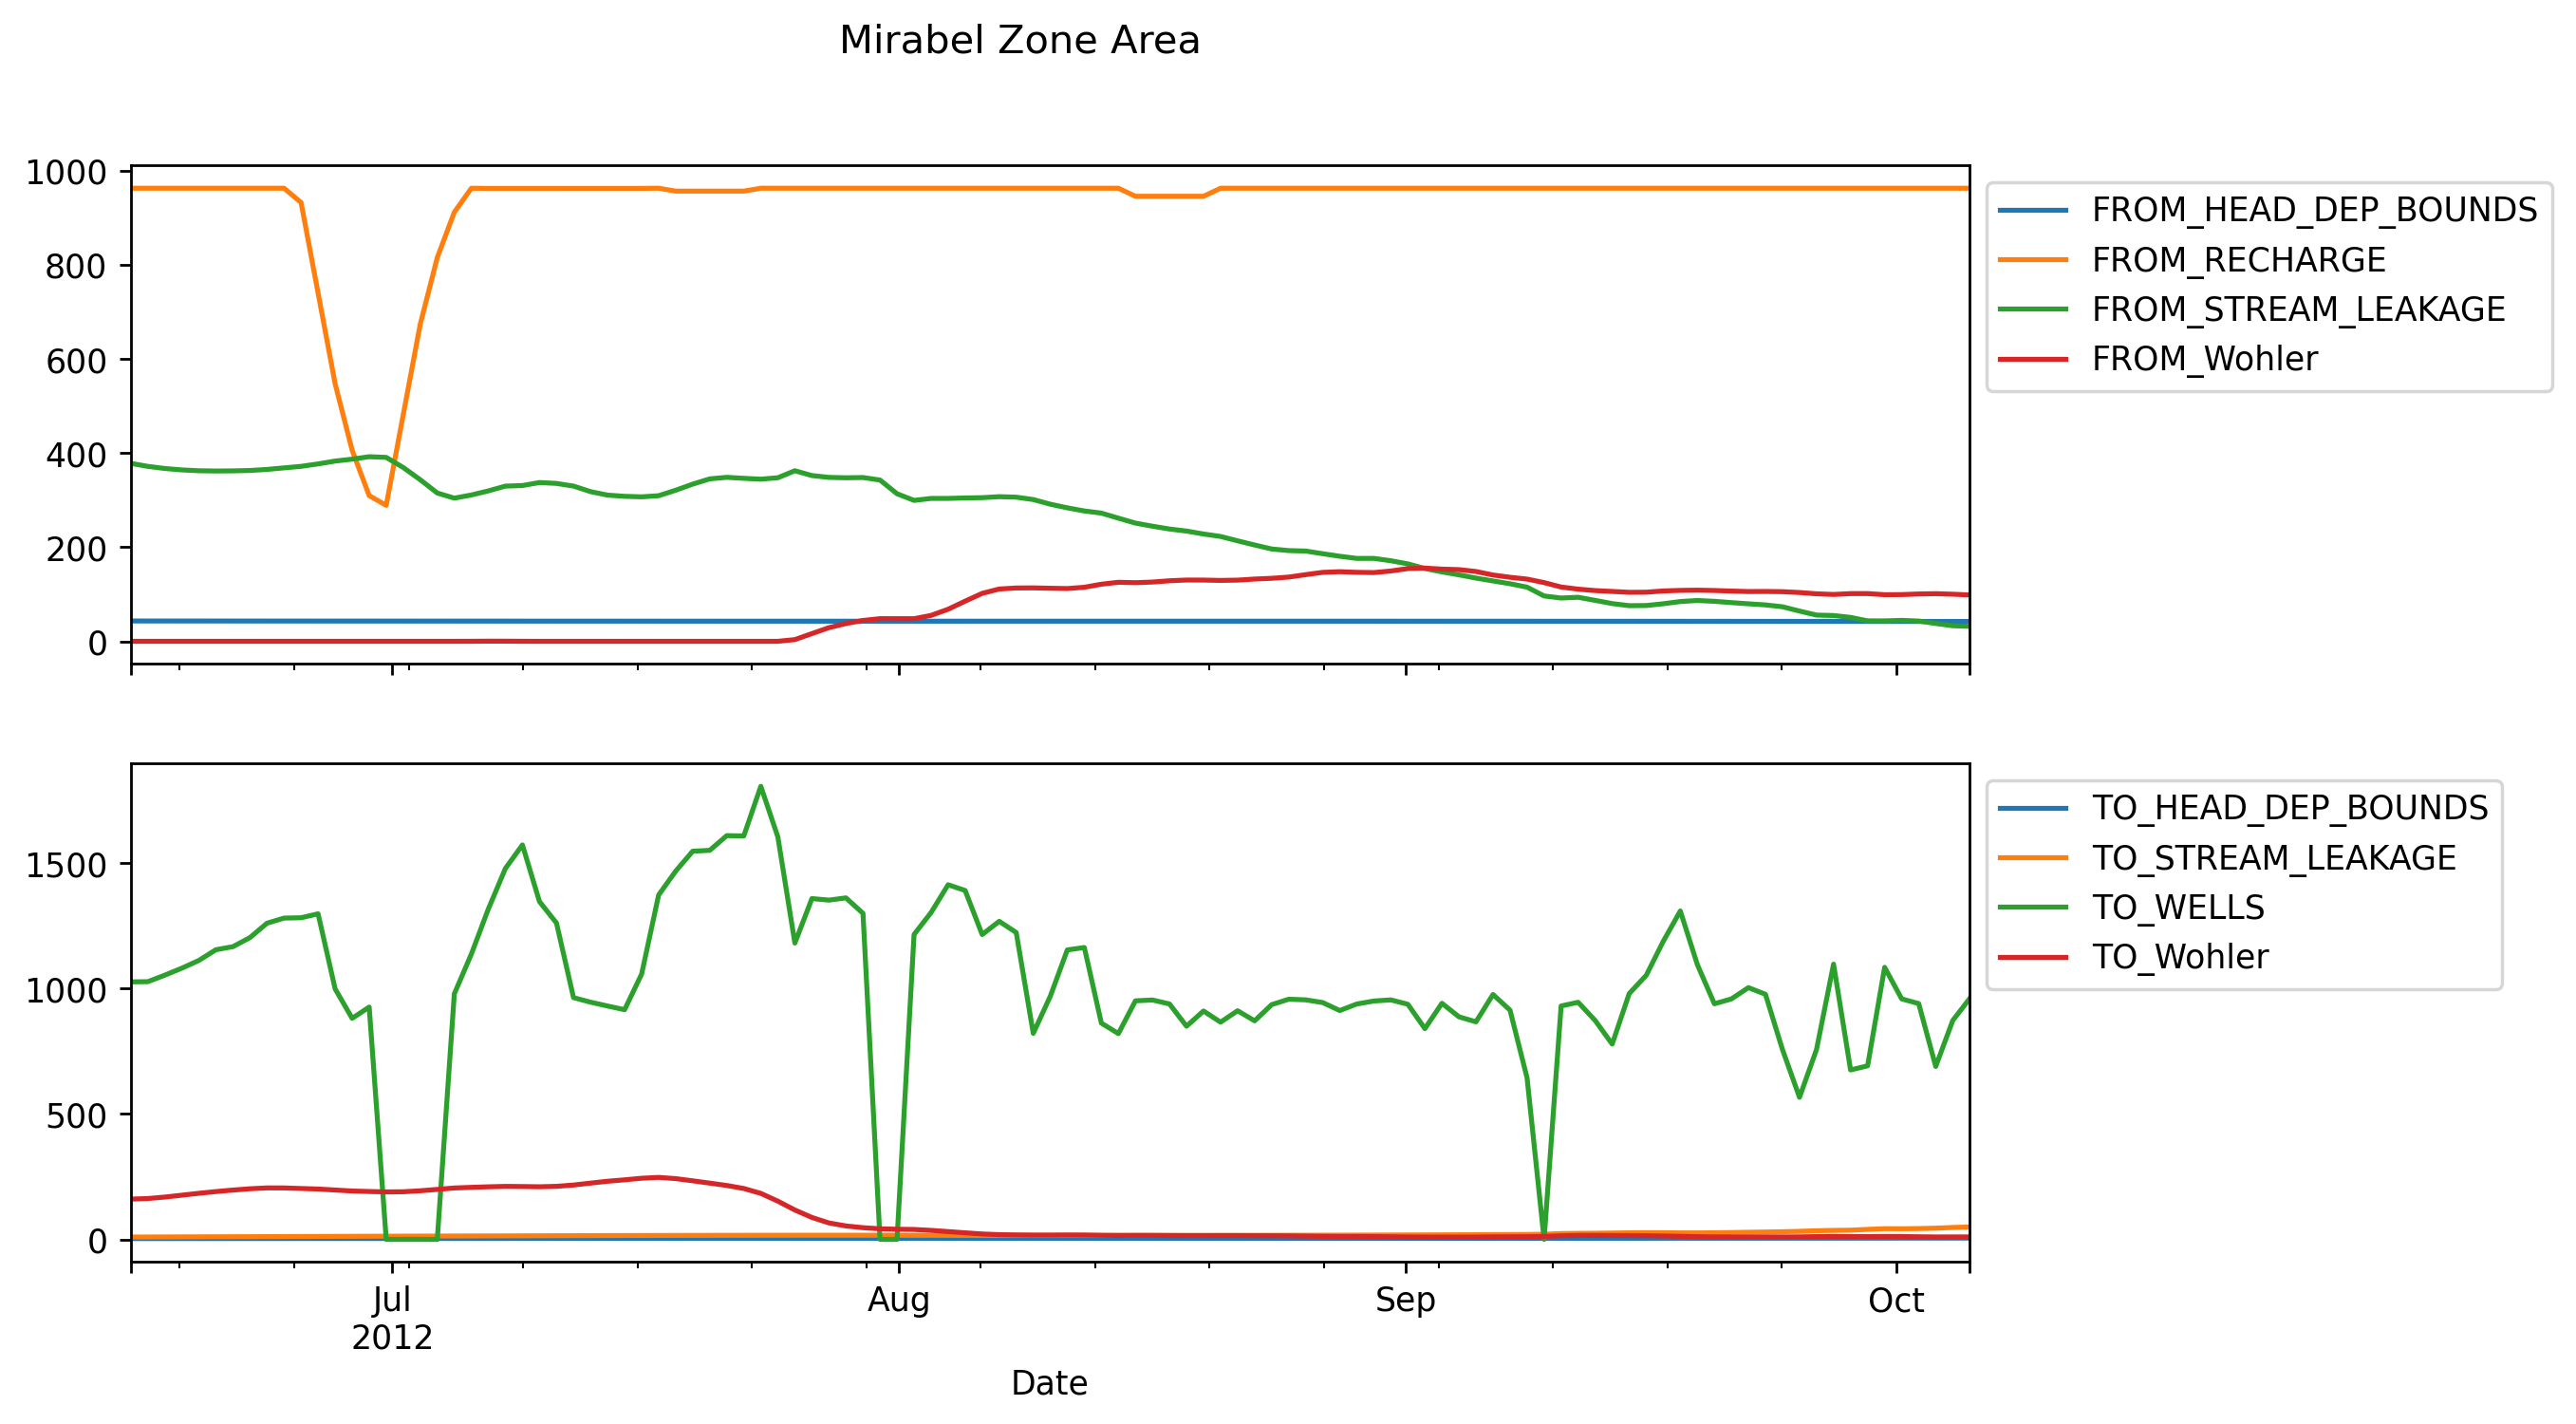 Mirabel Zone Area
1000
800
600
400
200
0
FROM_HEAD_DEP_BOUNDS
FROM_RECHARGE
FROM_STREAM_LEAKAGE
FROM_Wohler
1500
1000
500
0
TO_HEAD_DEP_BOUNDS
TO_STREAM_LEAKAGE
TO_WELLS
TO_Wohler
Jul Aug Sep Oct
2012
Date